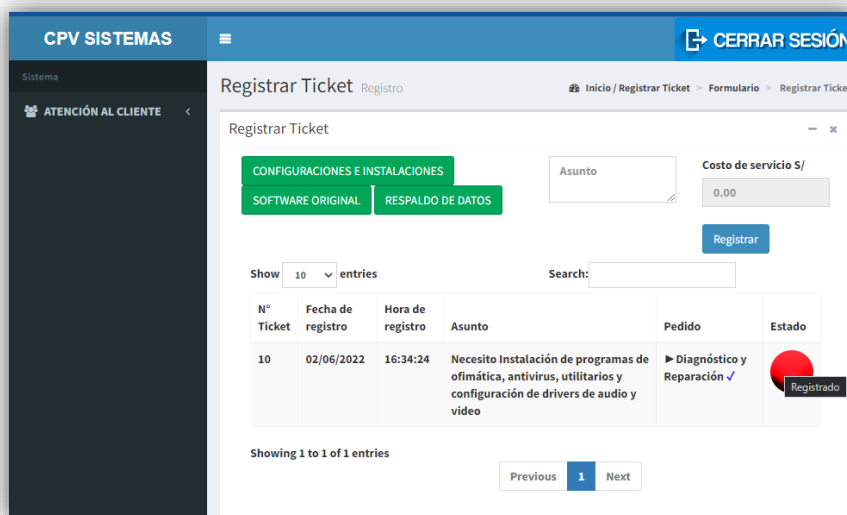 CPV SISTEMAS
CERRAR SESIÓN
Sistema
ATENCIÓN AL CLIENTE
Registrar Ticket Registro
Inicio / Registrar Ticket > Formulario > Registrar Ticke
Registrar Ticket
CONFIGURACIONES E INSTALACIONES
SOFTWARE ORIGINAL
RESPALDO DE DATOS
Asunto
Costo de servicio S/
0.00
Registrar
Show 10 entries
Search:
N° Ticket
Fecha de registro
Hora de registro
Asunto
Pedido
Estado
10
02/06/2022
16:34:24
Necesito Instalación de programas de
ofimática, antivirus, utilitarios y
configuración de drivers de audio y
video
►Diagnóstico y
Reparación ✓
Registrado
Showing 1 to 1 of 1 entries
Previous 1 Next